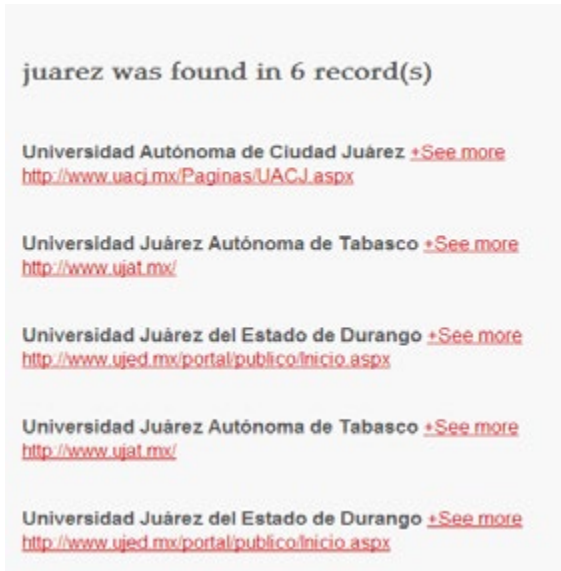 juarez was found in 6 record(s)
Universidad Autónoma de Ciudad Juárez +See more
http://www.uacj.mx/Paginas/UACJ.aspx
Universidad Juárez Autónoma de Tabasco +See more
http://www.ujat.mx/
Universidad Juárez del Estado de Durango +See more
http://www.ujed.mx/portal/publico/Inicio.aspx
Universidad Juárez Autónoma de Tabasco +See more
http://www.ujat.mx/
Universidad Juárez del Estado de Durango +See more
http://www.ujed.mx/portal/publico/Inicio.aspx